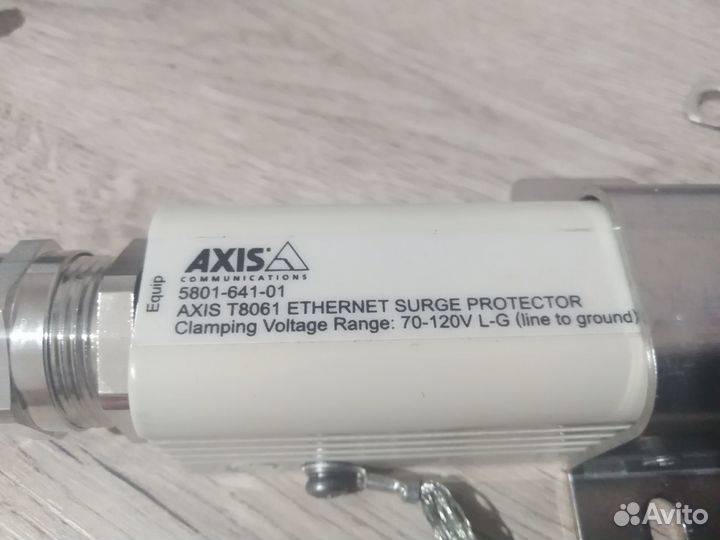 Equip
AXIS
COMMUNICATIONS
5801-641-01
AXIS T8061 ETHERNET SURGE PROTECTOR
Clamping Voltage Range: 70-120V L-G (line to ground)
Avito